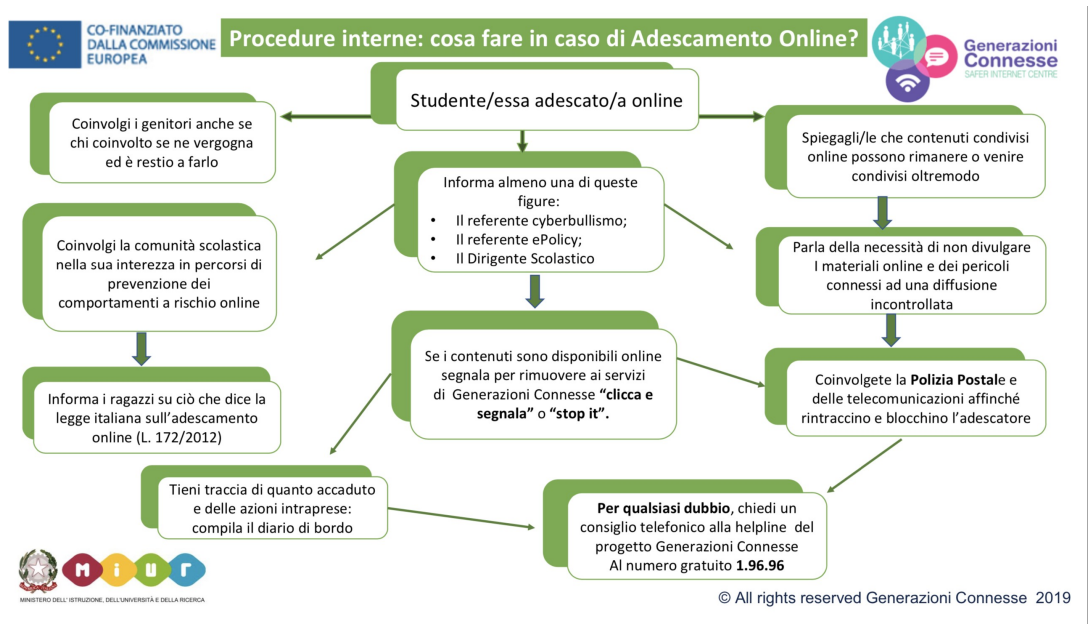 CO-FINANZIATO
DALLA COMMISSIONE
EUROPEA
Procedure interne: cosa fare in caso di Adescamento Online?
Generazioni
Connesse
SAFER INTERNET CENTRE
Studente/essa adescato/a online
Coinvolgi i genitori anche se
chi coinvolto se ne vergogna
ed è restio a farlo
Informa almeno una di queste
figure:
• Il referente cyberbullismo;
• Il referente ePolicy;
• Il Dirigente Scolastico
Spiegagli/le che contenuti condivisi
online possono rimanere o venire
condivisi oltremodo
Coinvolgi la comunità scolastica
nella sua interezza in percorsi di
prevenzione dei
comportamenti a rischio online
Parla della necessità di non divulgare
I materiali online e dei pericoli
connessi ad una diffusione
incontrollata
Se i contenuti sono disponibili online
segnala per rimuovere ai servizi
di Generazioni Connesse “clicca e
segnala” o “stop it”.
Informa i ragazzi su ciò che dice la
legge italiana sull’adescamento
online (L. 172/2012)
Coinvolgete la Polizia Postale e
delle telecomunicazioni affinché
rintraccino e blocchino l’adescatore
Tieni traccia di quanto accaduto
e delle azioni intraprese:
compila il diario di bordo
Per qualsiasi dubbio, chiedi un
consiglio telefonico alla helpline del
progetto Generazioni Connesse
Al numero gratuito 1.96.96
miur
MINISTERO DELL' ISTRUZIONE, DELL'UNIVERSITÀ E DELLA RICERCA
© All rights reserved Generazioni Connesse 2019